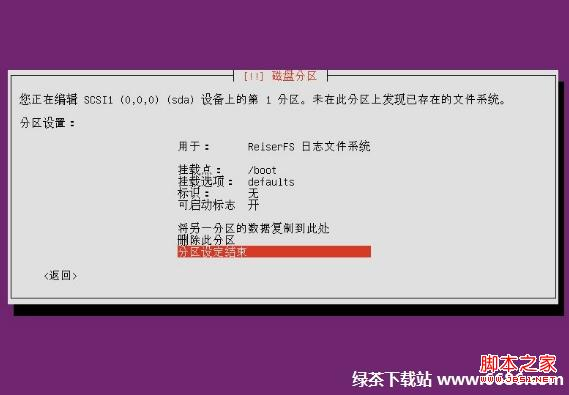 [!!] 磁盘分区
您正在编辑 SCSI1 (0,0,0) (sda) 设备上的第 1 分区。未在此分区上发现已存在的文件系统。
分区设置：
用于： ReiserFS 日志文件系统
挂载点： /boot
挂载选项： defaults
标识： 无
可启动标志 开
将另一分区的数据复制到此处
删除此分区
分区设定结束
<返回>
脚本之家
www.jb51.net
绿茶下载站